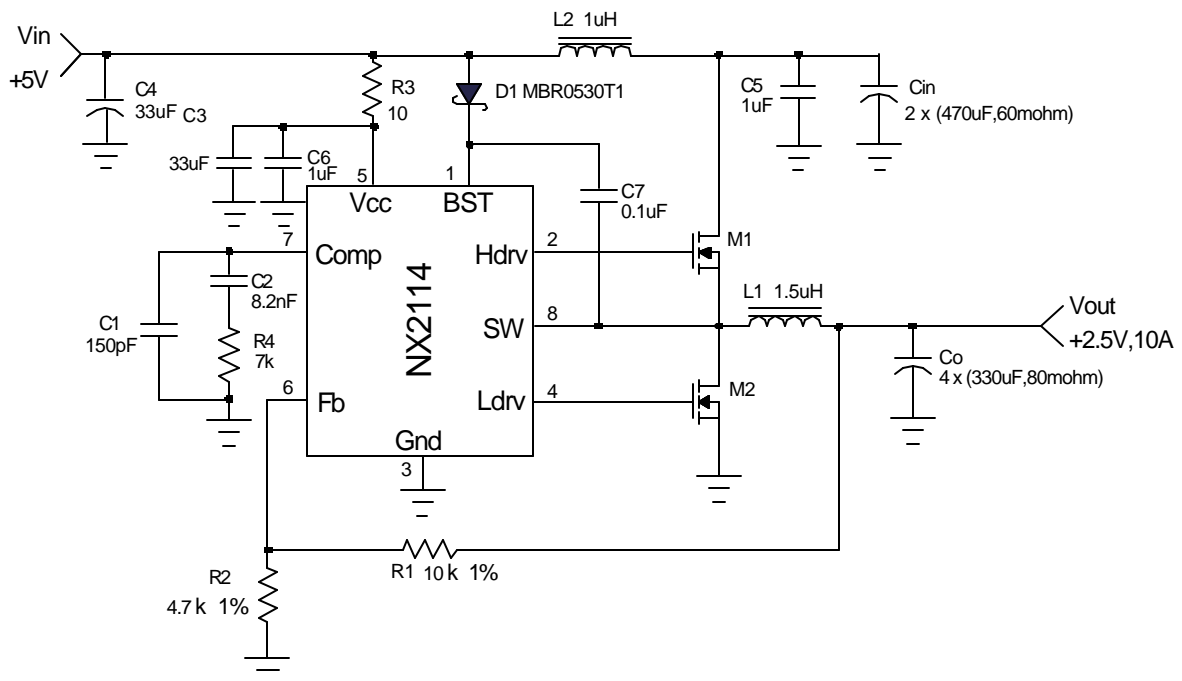 L2 1uH
Vin
+5V
C4
33uF
C3
R3
10
D1 MBR0530T1
C5
1uF
Cin
2 x (470uF,60mohm)
33uF
C6
1uF
5
1
C7
0.1uF
Vcc
BST
7
Comp
Hdrv
2
M1
C2
8.2nF
C1
150pF
R4
7k
NX2114
SW
8
L1 1.5uH
Vout
+2.5V,10A
Co
4 x (330uF,80mohm)
6
Fb
Ldrv
4
M2
Gnd
3
R1 10k 1%
R2
4.7k 1%